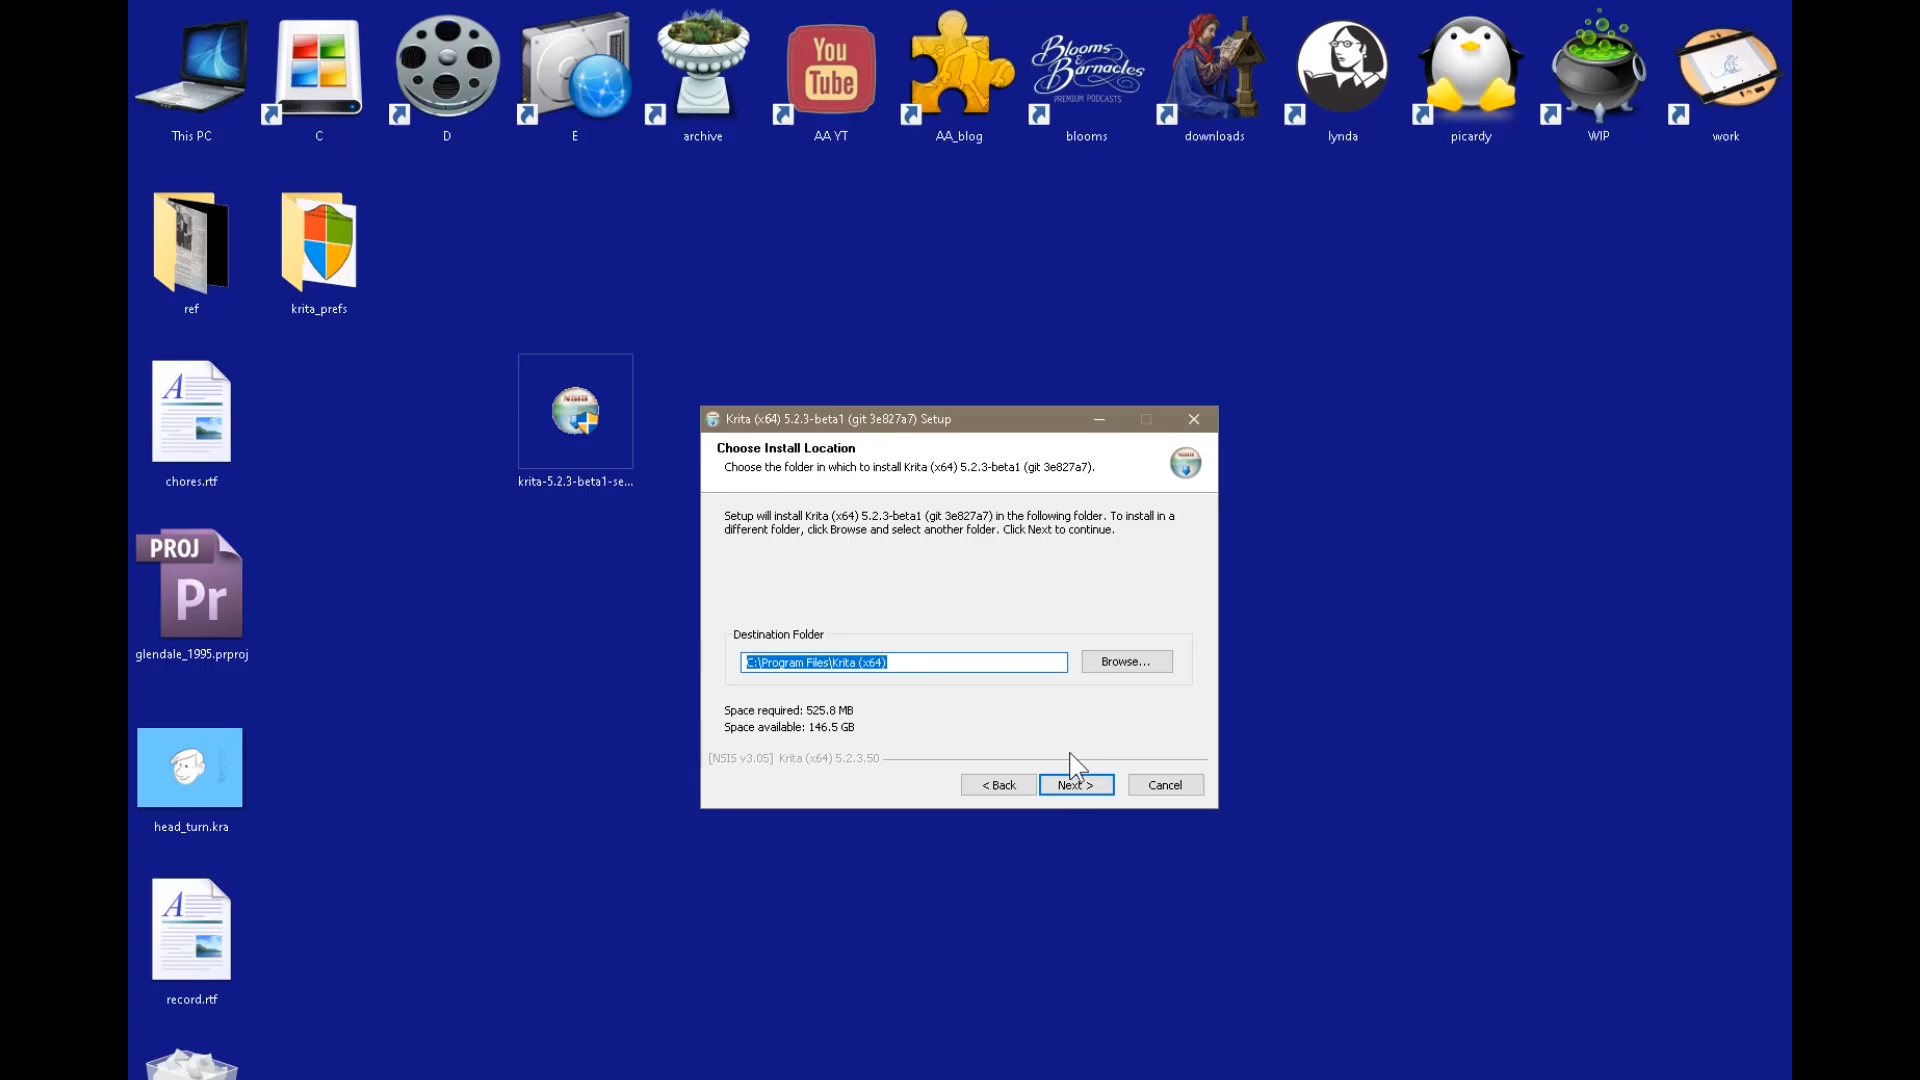 You
Tube
Blooms
&
Barnacles
PREMIUM PODCASTS
This PC
C
D
E
archive
AA YT
AA_blog
blooms
downloads
lynda
picardy
WIP
work
ref
krita_prefs
A
chores.rtf
NSIS
krita-5.2.3-beta1-se...
Krita (x64) 5.2.3-beta1 (git 3e827a7) Setup
Choose Install Location
Choose the folder in which to install Krita (x64) 5.2.3-beta1 (git 3e827a7).
Setup will install Krita (x64) 5.2.3-beta1 (git 3e827a7) in the following folder. To install in a
different folder, click Browse and select another folder. Click Next to continue.
Destination Folder
C:\Program Files\Krita (x64)
Browse...
Space required: 525.8 MB
Space available: 146.5 GB
[NSIS v3.05] Krita (x64) 5.2.3.50
< Back
Next >
Cancel
PROJ
Pr
glendale_1995.prproj
head_turn.kra
A
record.rtf